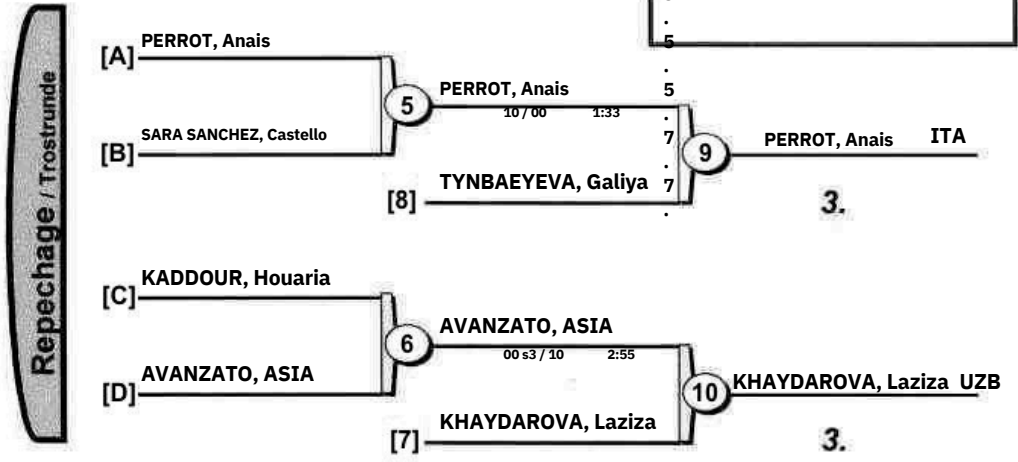 Repechage / Trostrunde
5
.
5
.
7
.
7
.
[A] PERROT, Anais
[B] SARA SANCHEZ, Castello
5 PERROT, Anais
10 / 00 1:33
[8] TYNBAEYEVA, Galiya
9 PERROT, Anais ITA
3.
[C] KADDOUR, Houaria
[D] AVANZATO, ASIA
6 AVANZATO, ASIA
00 s3 / 10 2:55
[7] KHAYDAROVA, Laziza
10 KHAYDAROVA, Laziza UZB
3.